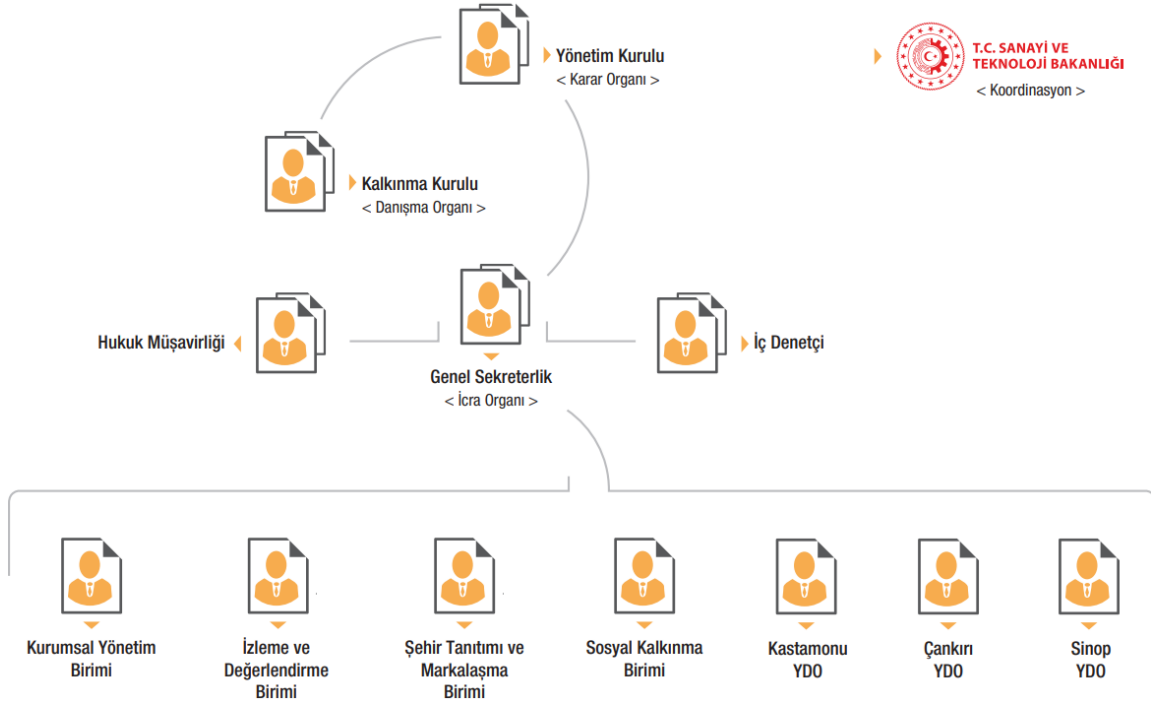 Yönetim Kurulu
< Karar Organı >
T.C. SANAYİ VE
TEKNOLOJİ BAKANLIĞI
< Koordinasyon >
Kalkınma Kurulu
< Danışma Organı >
Hukuk Müşavirliği
İç Denetçi
Genel Sekreterlik
< İcra Organı >
Kurumsal Yönetim
Birimi
İzleme ve
Değerlendirme
Birimi
Şehir Tanıtımı ve
Markalaşma
Birimi
Sosyal Kalkınma
Birimi
Kastamonu
YDO
Çankırı
YDO
Sinop
YDO